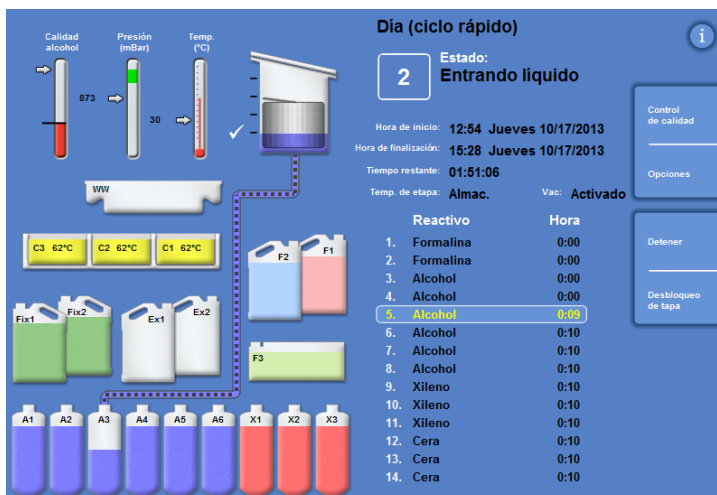 Día (ciclo rápido)
i
Calidad alcohol
Presión (mBar)
Temp. (°C)
873
30
2
Estado:
Entrando líquido
Hora de inicio: 12:54 Jueves 10/17/2013
Hora de finalización: 15:28 Jueves 10/17/2013
Tiempo restante: 01:51:06
Temp. de etapa: Almac. Vac: Activado
Control de calidad
Opciones
Detener
Desbloqueo de tapa
WW
C3 62°C C2 62°C C1 62°C
F2 F1
Fix1 Fix2 Ex1 Ex2
F3
A1 A2 A3 A4 A5 A6 X1 X2 X3
Reactivo Hora
1. Formalina 0:00
2. Formalina 0:00
3. Alcohol 0:00
4. Alcohol 0:00
5. Alcohol 0:09
6. Alcohol 0:10
7. Alcohol 0:10
8. Alcohol 0:10
9. Xileno 0:10
10. Xileno 0:10
11. Xileno 0:10
12. Cera 0:10
13. Cera 0:10
14. Cera 0:10